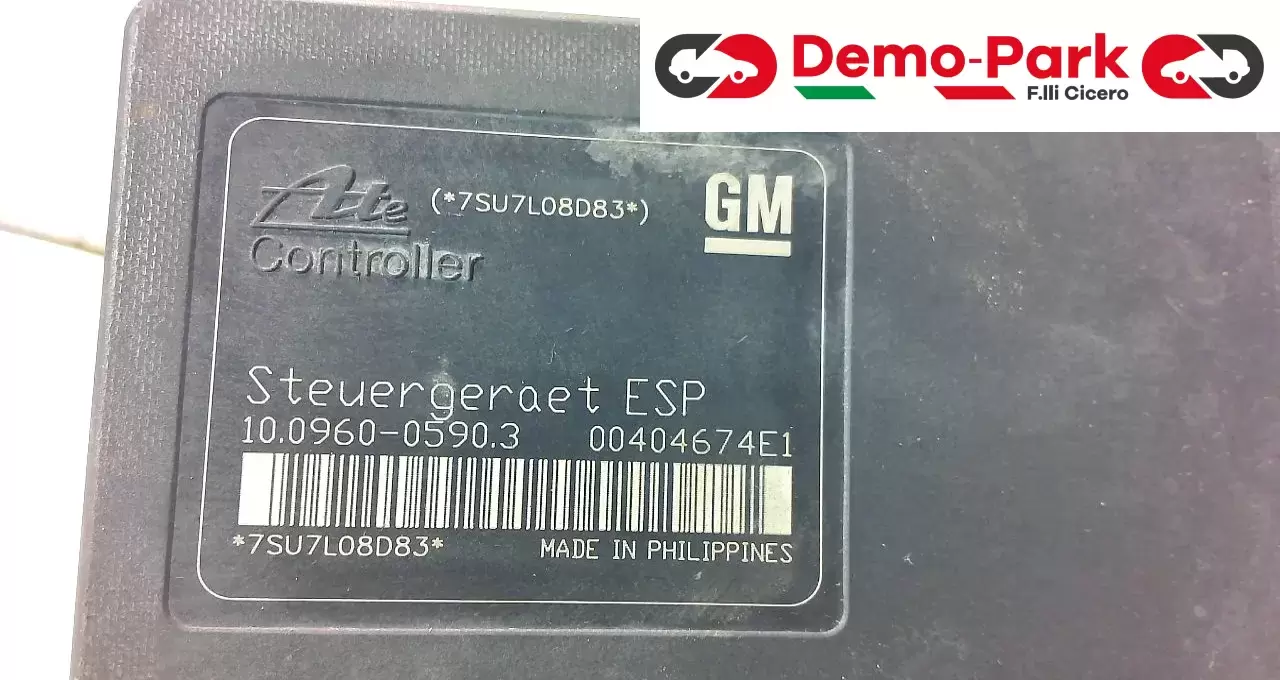 Demo-Park
F.lli Cicero
Ate (*7SU7L08D83*) GM
Controller
Steuergeraet ESP
10.0960-0590.3 00404674E1
*7SU7L08D83* MADE IN PHILIPPINES